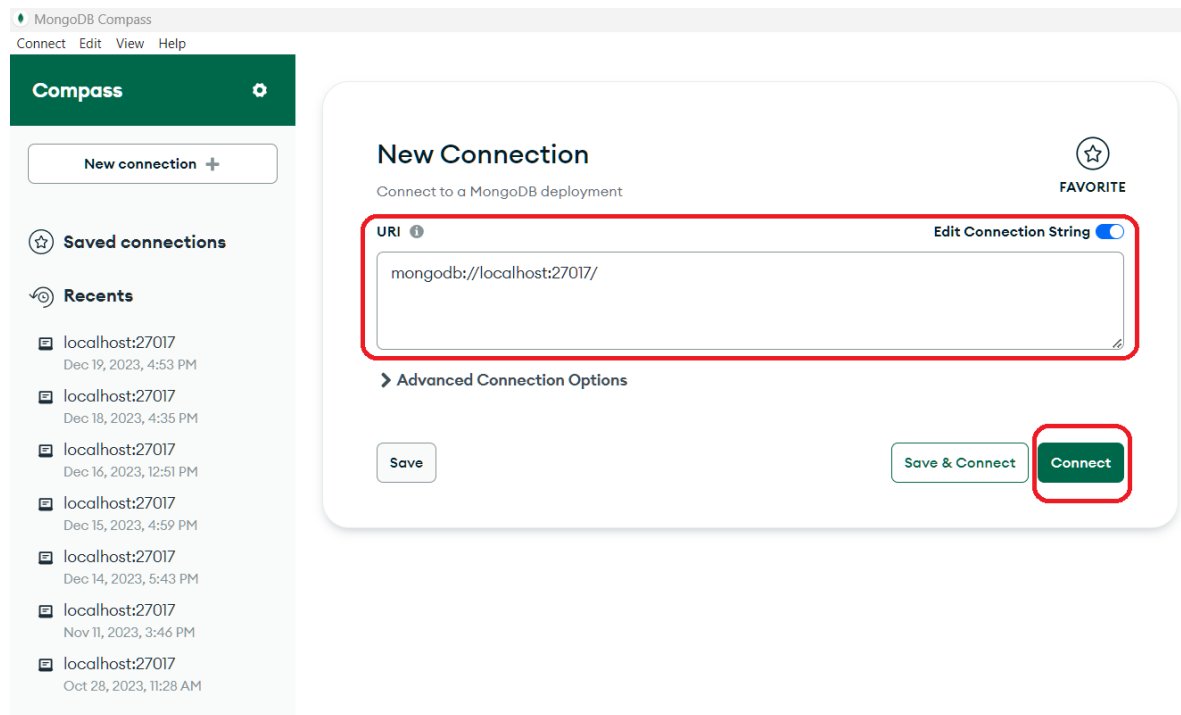 MongoDB Compass
Connect Edit View Help
Compass
New connection
Saved connections
Recents
localhost:27017
Dec 19, 2023, 4:53 PM
localhost:27017
Dec 18, 2023, 4:35 PM
localhost:27017
Dec 16, 2023, 12:51 PM
localhost:27017
Dec 15, 2023, 4:59 PM
localhost:27017
Dec 14, 2023, 5:43 PM
localhost:27017
Nov 11, 2023, 3:46 PM
localhost:27017
Oct 28, 2023, 11:28 AM
New Connection
Connect to a MongoDB deployment
FAVORITE
URI Edit Connection String
mongodb://localhost:27017/
Advanced Connection Options
Save Save & Connect Connect